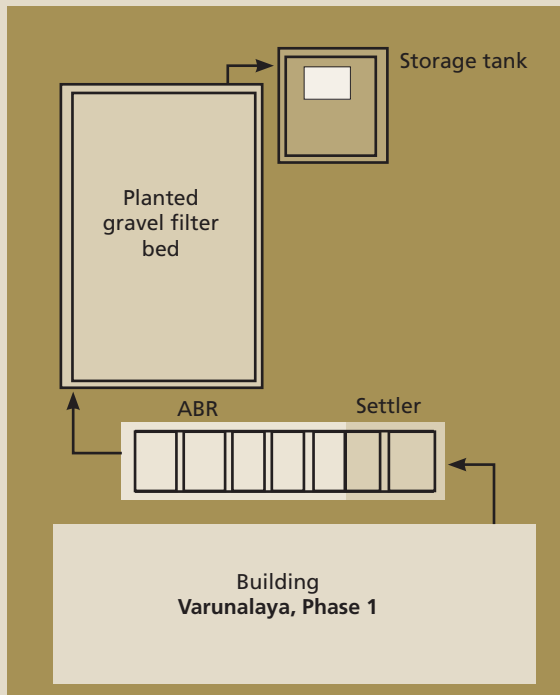 Storage tank
Planted
gravel filter
bed
ABR
Settler
Building
Varunalaya, Phase 1